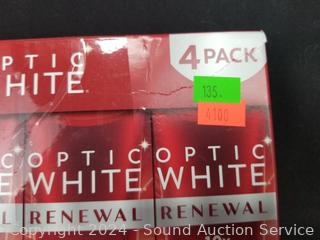 OPTIC
WHITE®
4 PACK
135.
4100
OPTIC
WHITE
RENEWAL
OPTIC
WHITE
RENEWAL
Copyright 2024 - Sound Auction Service